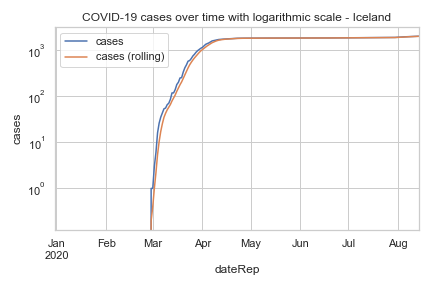 COVID-19 cases over time with logarithmic scale - Iceland
cases
cases (rolling)
10³
10²
10¹
10⁰
cases
Jan Feb Mar Apr May Jun Jul Aug
2020
dateRep